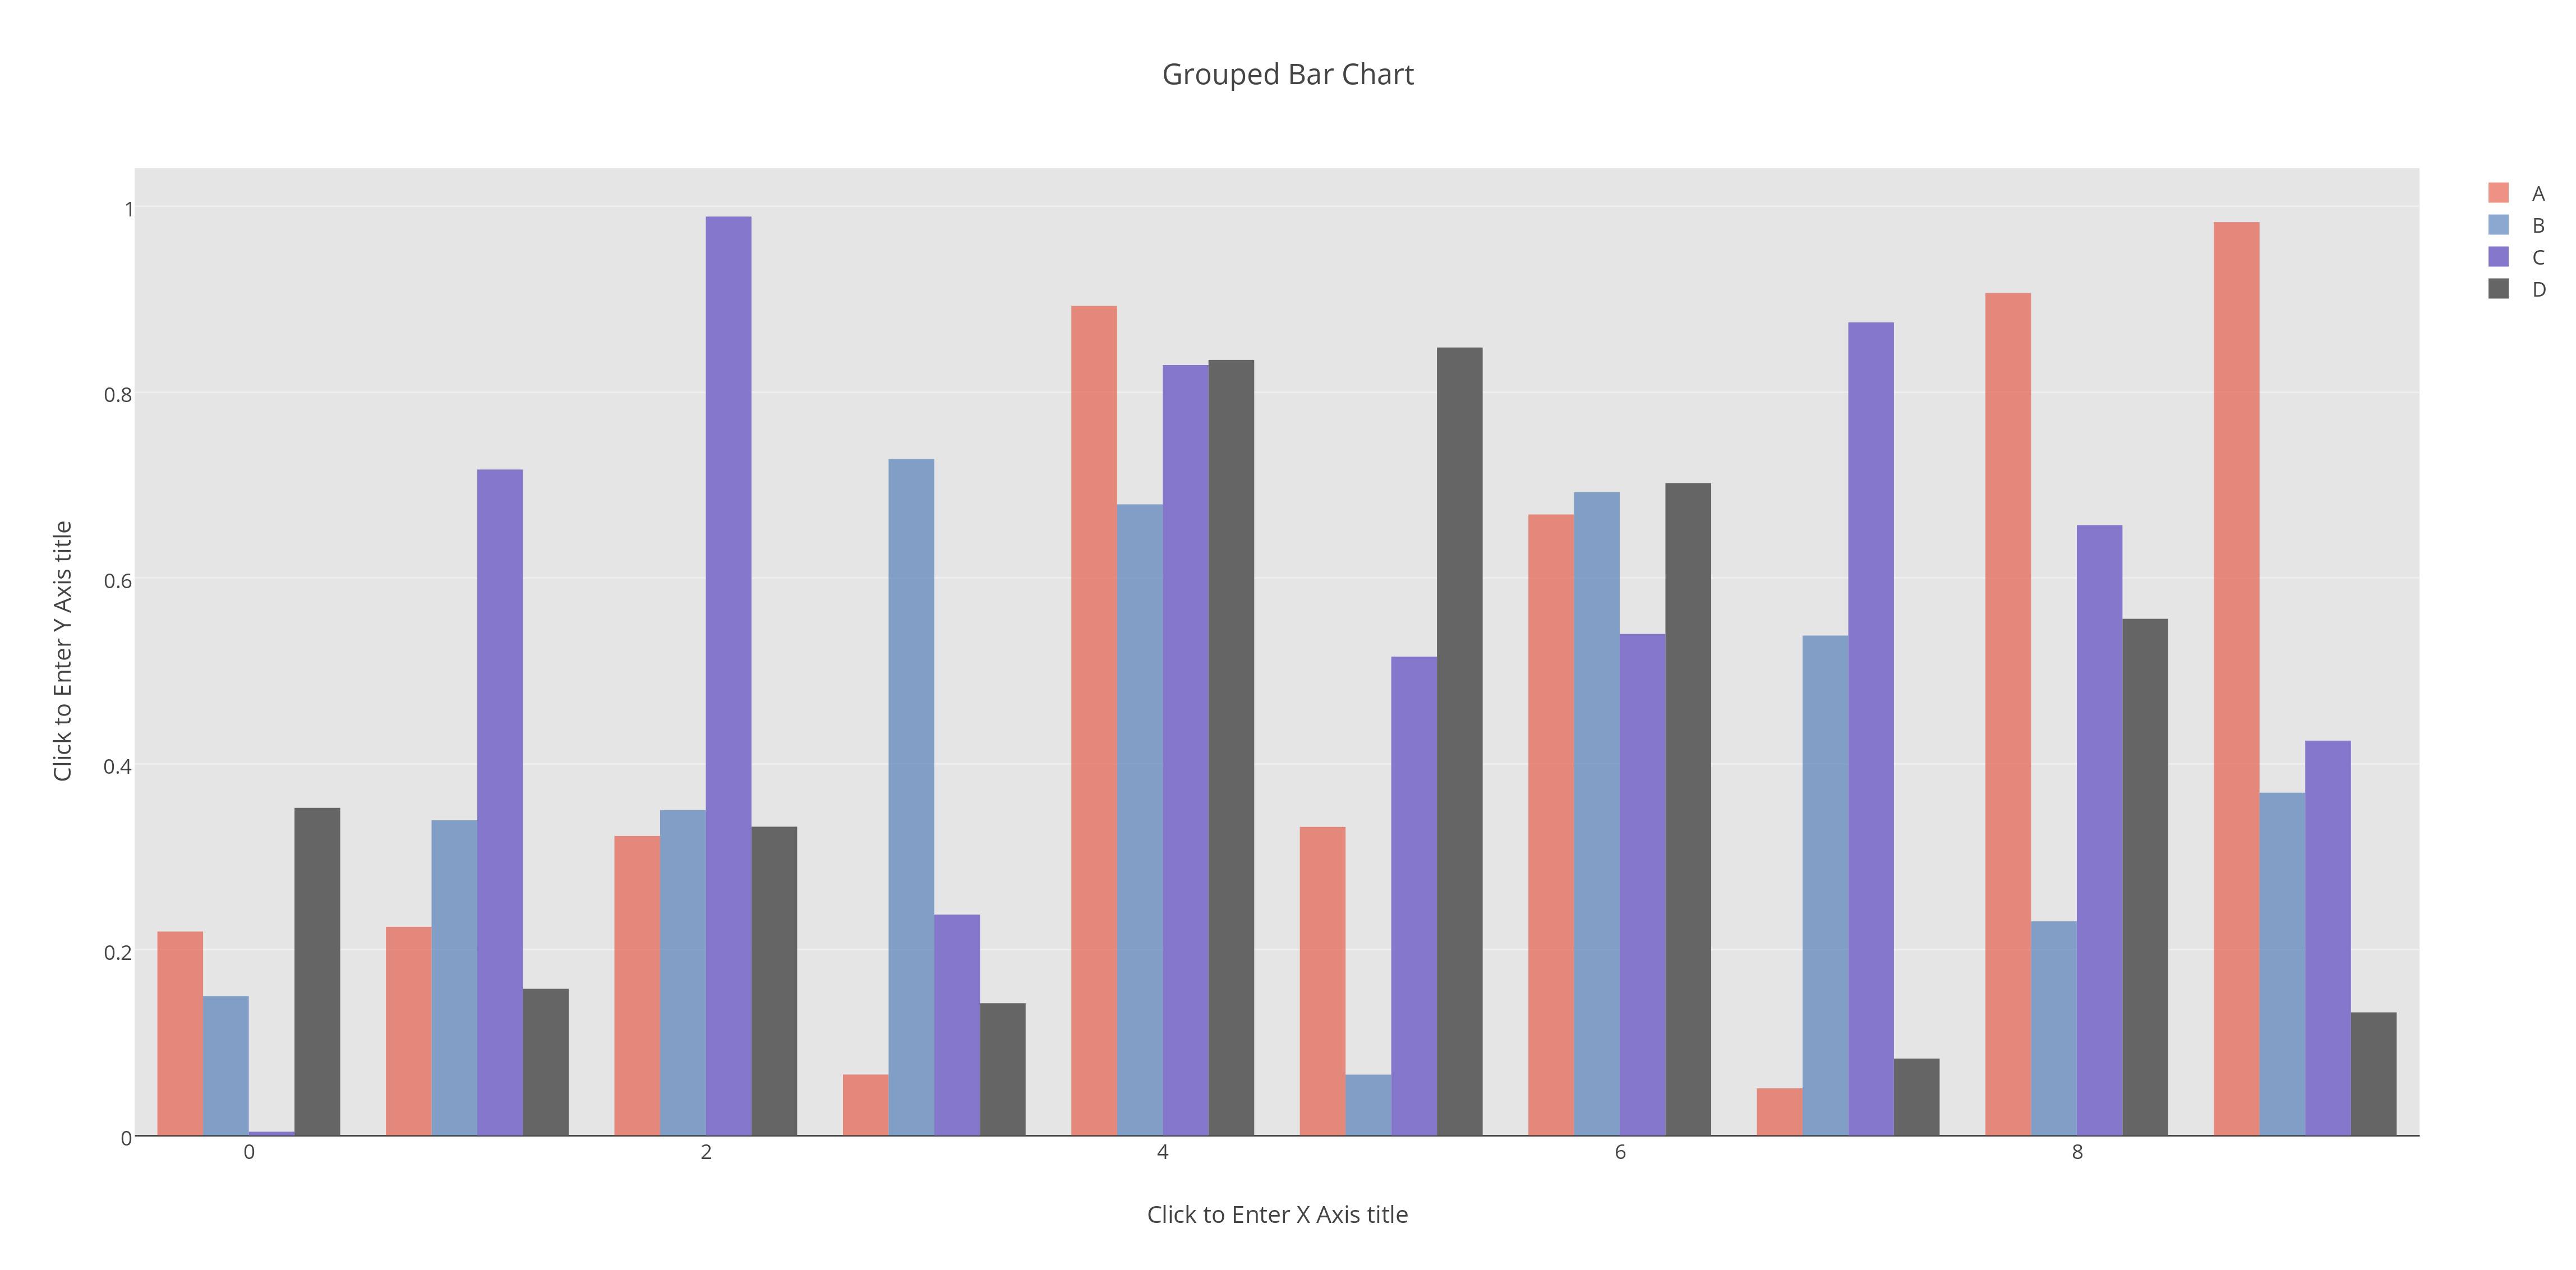 Grouped Bar Chart
A
B
C
D
1
0.8
0.6
0.4
0.2
0
Click to Enter Y Axis title
0 2 4 6 8
Click to Enter X Axis title